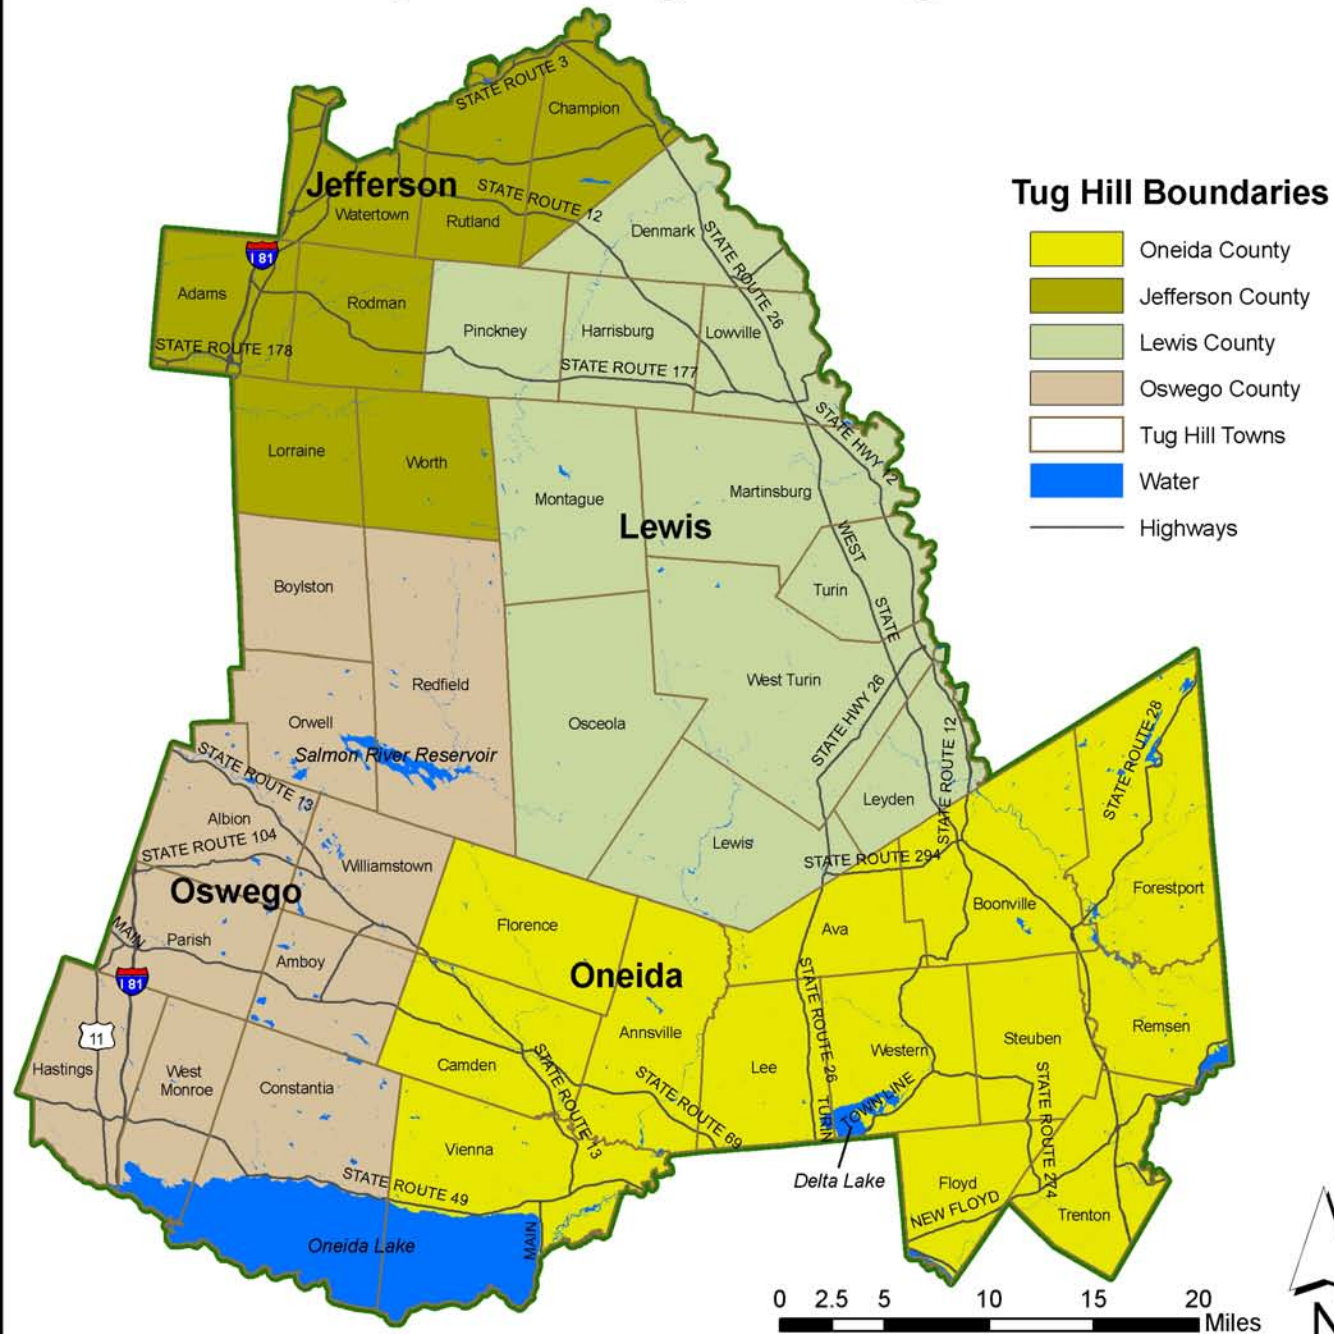 STATE ROUTE 3
Champion
Jefferson
Watertown
STATE ROUTE 12
Rutland
Denmark
STATE ROUTE 26
I 81
Adams
Rodman
Pinckney
Harrisburg
Lowville
STATE ROUTE 178
STATE ROUTE 177
STATE HWY 12
Lorraine
Worth
Montague
Martinsburg
Lewis
WEST
STATE
Boylston
Turin
Redfield
West Turin
STATE HWY 26
Orwell
Osceola
Salmon River Reservoir
STATE ROUTE 13
STATE ROUTE 12
STATE ROUTE 28
Leyden
Albion
STATE ROUTE 104
Lewis
STATE ROUTE 294
Williamstown
Oswego
Forestport
Boonville
Florence
Ava
MAIN
Parish
Amboy
Oneida
I 81
STATE ROUTE 26
TURIN
11
Annsville
Steuben
Remsen
Western
Hastings
West
Monroe
Constantia
Camden
Lee
STATE ROUTE 13
STATE ROUTE 69
TOWN LINE
STATE ROUTE 274
Vienna
STATE ROUTE 49
Delta Lake
Floyd
NEW FLOYD
Trenton
Oneida Lake
MAIN
Tug Hill Boundaries
Oneida County
Jefferson County
Lewis County
Oswego County
Tug Hill Towns
Water
Highways
0 2.5 5 10 15 20
Miles
N